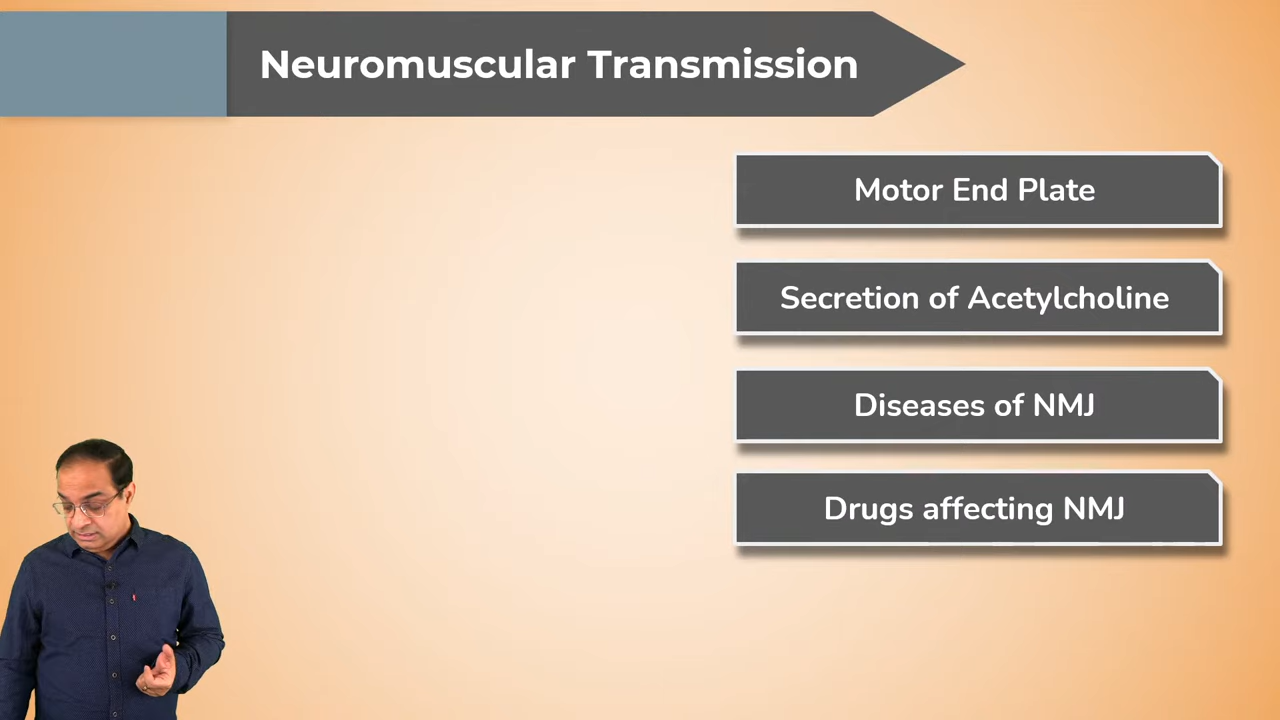 Neuromuscular Transmission
Motor End Plate
Secretion of Acetylcholine
Diseases of NMJ
Drugs affecting NMJ